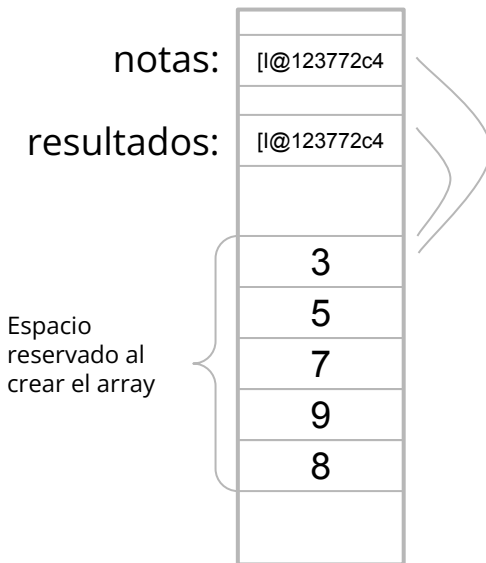 notas:
[I@123772c4
resultados:
[I@123772c4
3
5
7
9
8
Espacio
reservado al
crear el array